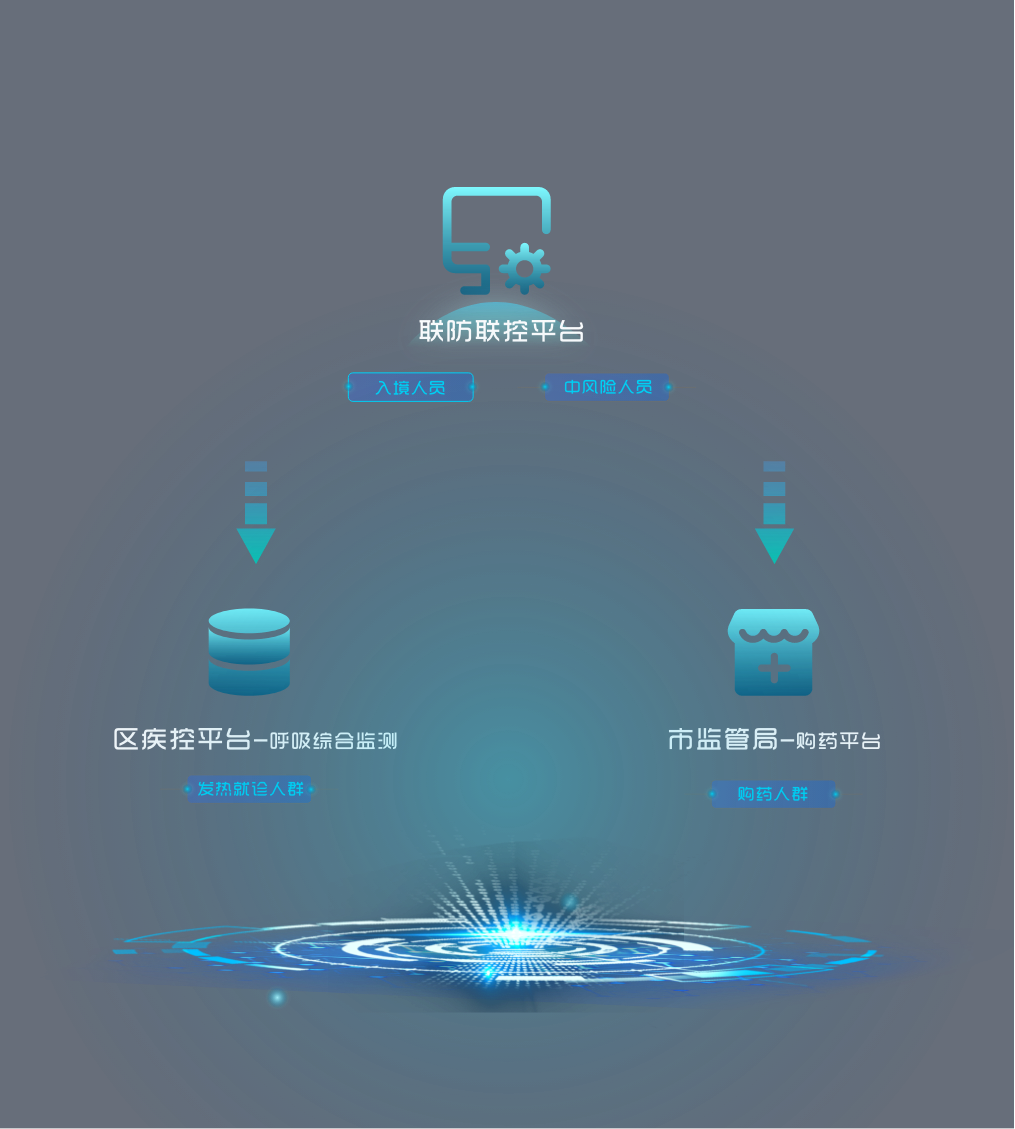 联防联控平台
入境人员
中风险人员
区疾控平台-呼吸综合监测
市监管局-购药平台
发热就诊人群
购药人群